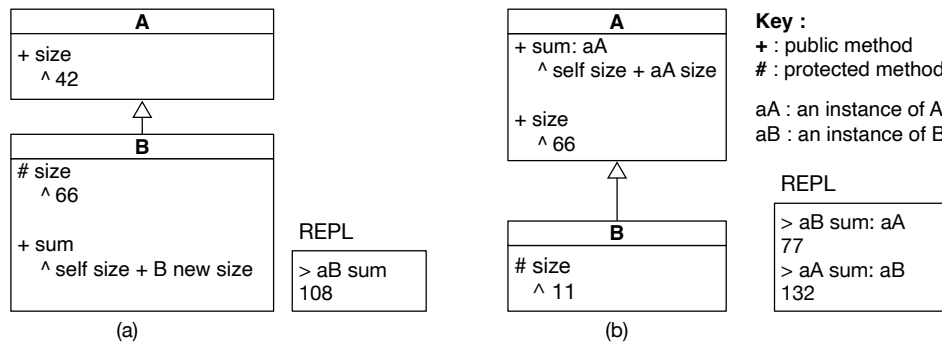 A
+ size
^ 42
B
# size
^ 66
+ sum
^ self size + B new size
REPL
> aB sum
108
(a)
A
+ sum: aA
^ self size + aA size
+ size
^ 66
B
# size
^ 11
(b)
Key :
+ : public method
# : protected method
aA : an instance of A
aB : an instance of B
REPL
> aB sum: aA
77
> aA sum: aB
132